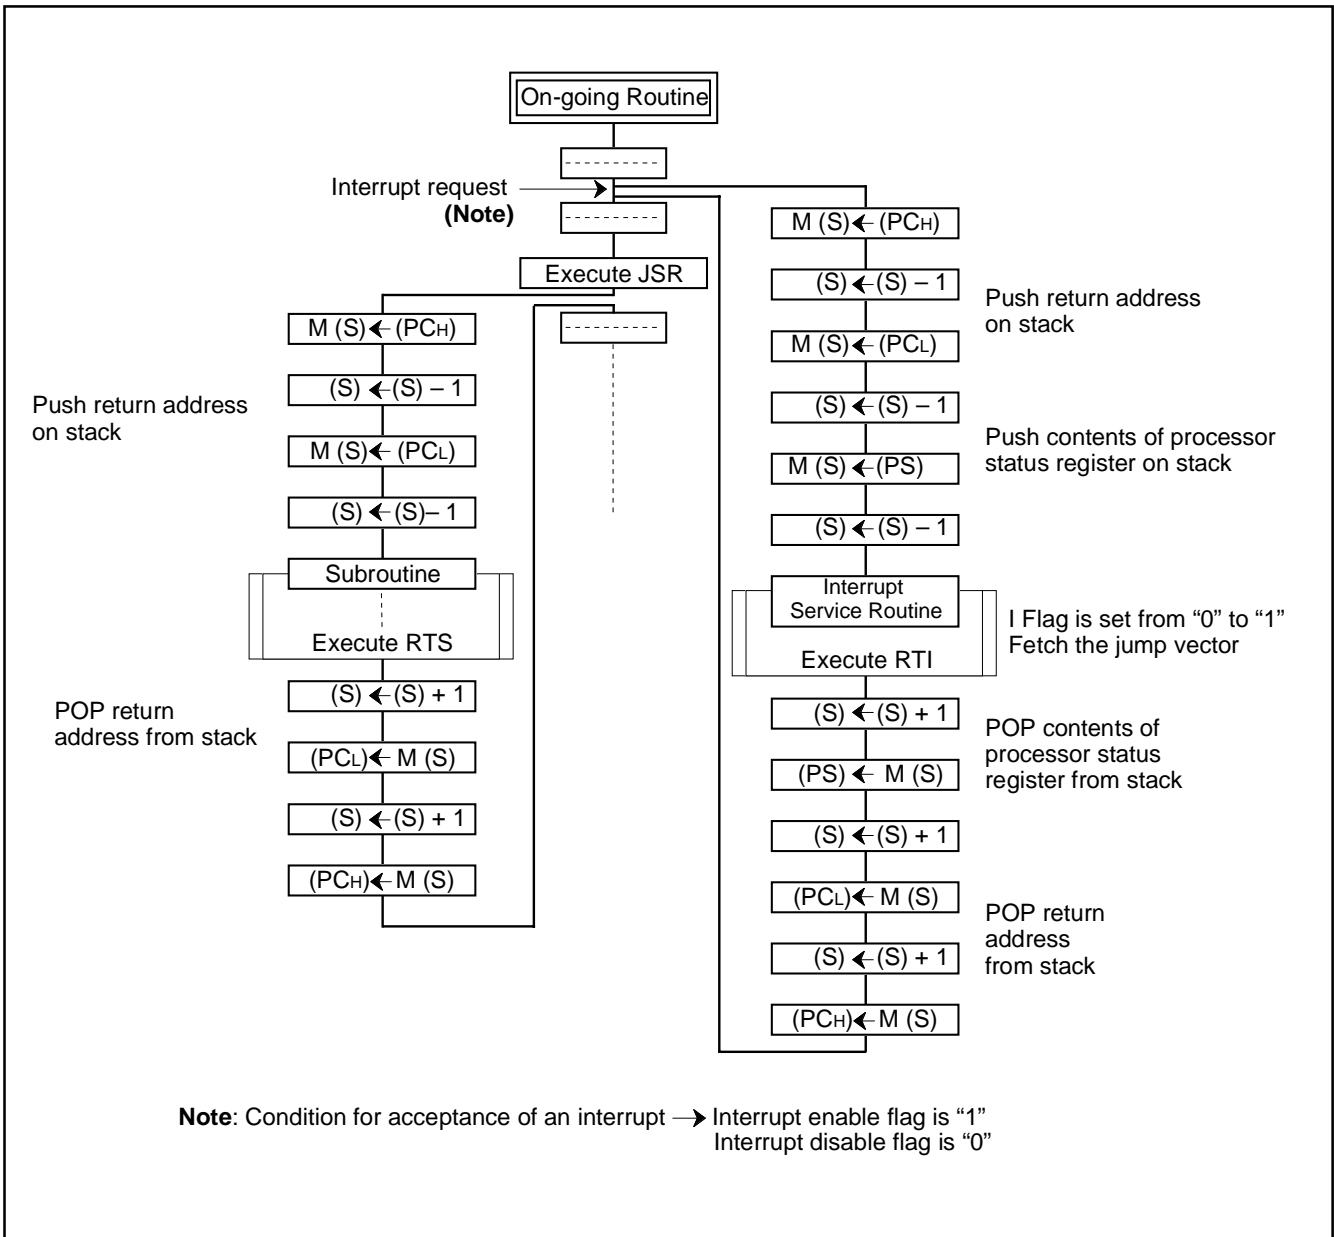 On-going Routine
Interrupt request
(Note)
Execute JSR
M (S) ← (PCH)
(S) ← (S) – 1
M (S) ← (PCL)
(S) ← (S)– 1
Push return address
on stack
Subroutine
Execute RTS
(S) ← (S) + 1
(PCL) ← M (S)
(S) ← (S) + 1
(PCH) ← M (S)
POP return
address from stack
M (S) ← (PCH)
(S) ← (S) – 1
M (S) ← (PCL)
(S) ← (S) – 1
M (S) ← (PS)
(S) ← (S) – 1
Push return address
on stack
Push contents of processor
status register on stack
Interrupt
Service Routine
Execute RTI
I Flag is set from “0” to “1”
Fetch the jump vector
(S) ← (S) + 1
(PS) ← M (S)
(S) ← (S) + 1
(PCL) ← M (S)
(S) ← (S) + 1
(PCH) ← M (S)
POP contents of
processor status
register from stack
POP return
address
from stack
Note: Condition for acceptance of an interrupt → Interrupt enable flag is “1”
Interrupt disable flag is “0”